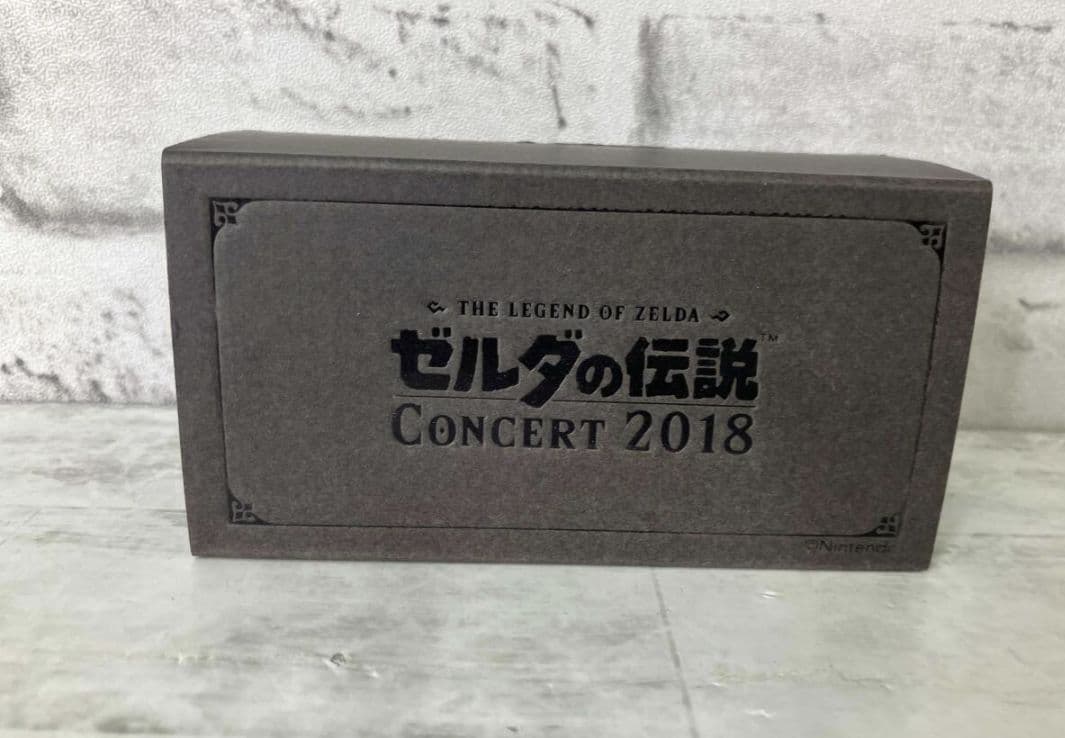 THE LEGEND OF ZELDA
ゼルダの伝説™
CONCERT 2018
©Nintendo